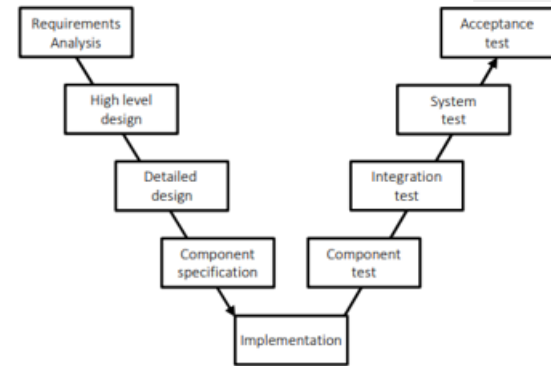 Requirements
Analysis
Acceptance
test
High level
design
System
test
Detailed
design
Integration
test
Component
specification
Component
test
Implementation